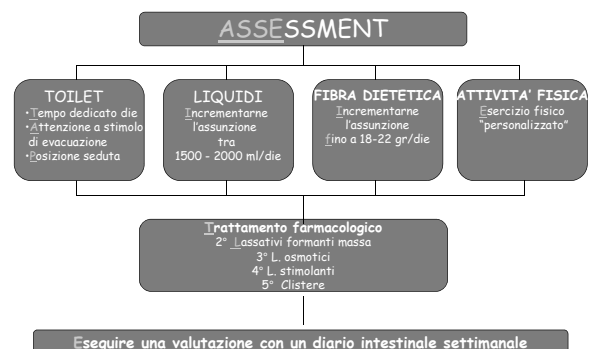 ASSESSMENT
TOILET
•Tempo dedicato die
•Attenzione a stimolo
di evacuazione
•Posizione seduta
LIQUIDI
Incrementarne
l'assunzione
tra
1500 - 2000 ml/die
FIBRA DIETETICA
Incrementarne
l'assunzione
fino a 18-22 gr/die
ATTIVITA' FISICA
Esercizio fisico
"personalizzato"
Trattamento farmacologico
2° Lassativi formanti massa
3° L. osmotici
4° L. stimolanti
5° Clistere
Eseguire una valutazione con un diario intestinale settimanale